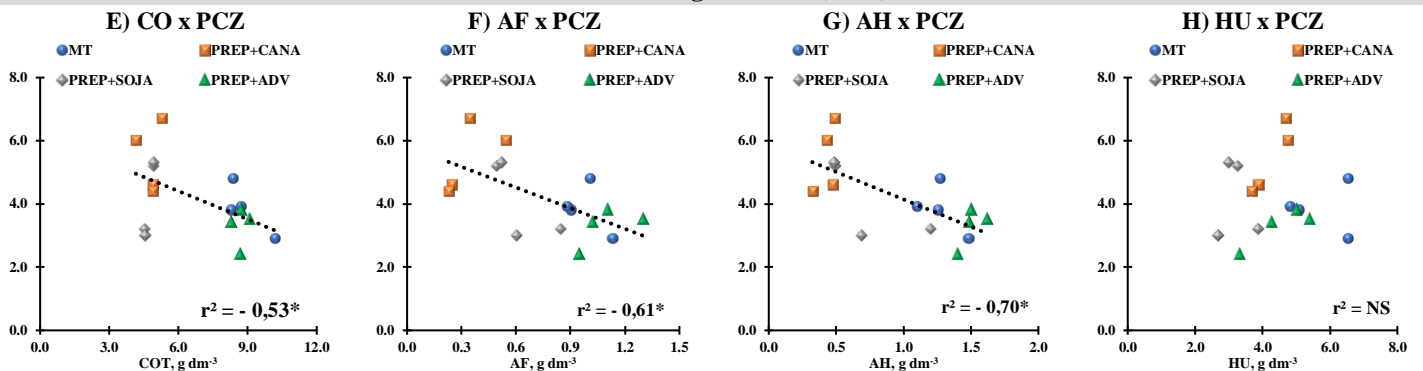 E) CO x PCZ
MT PREP+CANA
PREP+SOJA PREP+ADV
8.0
6.0
4.0
2.0
0.0
r² = - 0,53*
0.0 3.0 6.0 9.0 12.0
COT, g dm⁻³
F) AF x PCZ
MT PREP+CANA
PREP+SOJA PREP+ADV
8.0
6.0
4.0
2.0
0.0
r² = - 0,61*
0.0 0.3 0.6 0.9 1.2 1.5
AF, g dm⁻³
G) AH x PCZ
MT PREP+CANA
PREP+SOJA PREP+ADV
8.0
6.0
4.0
2.0
0.0
r² = - 0,70*
0.0 0.5 1.0 1.5 2.0
AH, g dm⁻³
H) HU x PCZ
MT PREP+CANA
PREP+SOJA PREP+ADV
8.0
6.0
4.0
2.0
0.0
r² = NS
0.0 2.0 4.0 6.0 8.0
HU, g dm⁻³